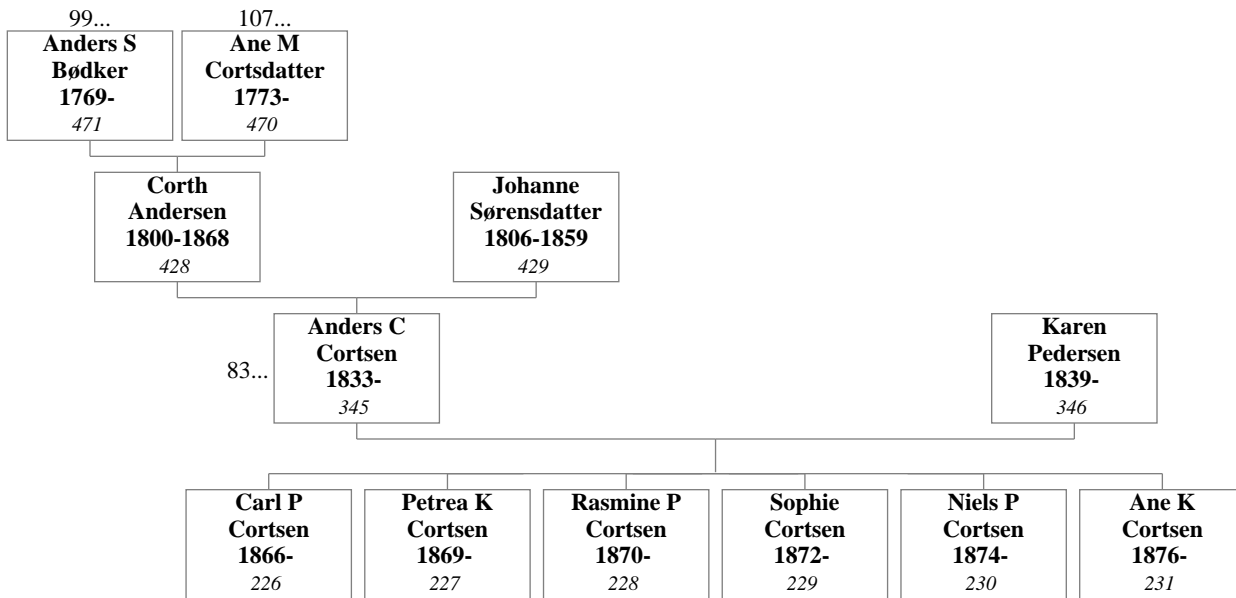 99...
107...
Anders S
Bødker
1769-
471
Ane M
Cortsdatter
1773-
470
Corth
Andersen
1800-1868
428
Johanne
Sørensdatter
1806-1859
429
83...
Anders C
Cortsen
1833-
345
Karen
Pedersen
1839-
346
Carl P
Cortsen
1866-
226
Petrea K
Cortsen
1869-
227
Rasmine P
Cortsen
1870-
228
Sophie
Cortsen
1872-
229
Niels P
Cortsen
1874-
230
Ane K
Cortsen
1876-
231